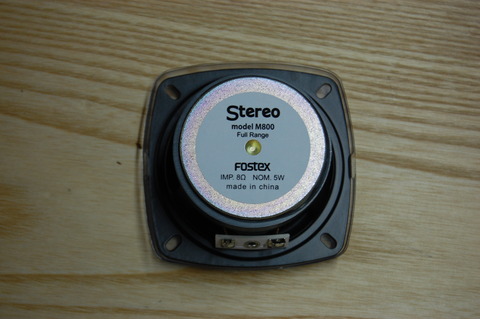 Stereo
model M800
Full Range
FOSTEX
IMP. 8Ω NOM. 5W
made in china